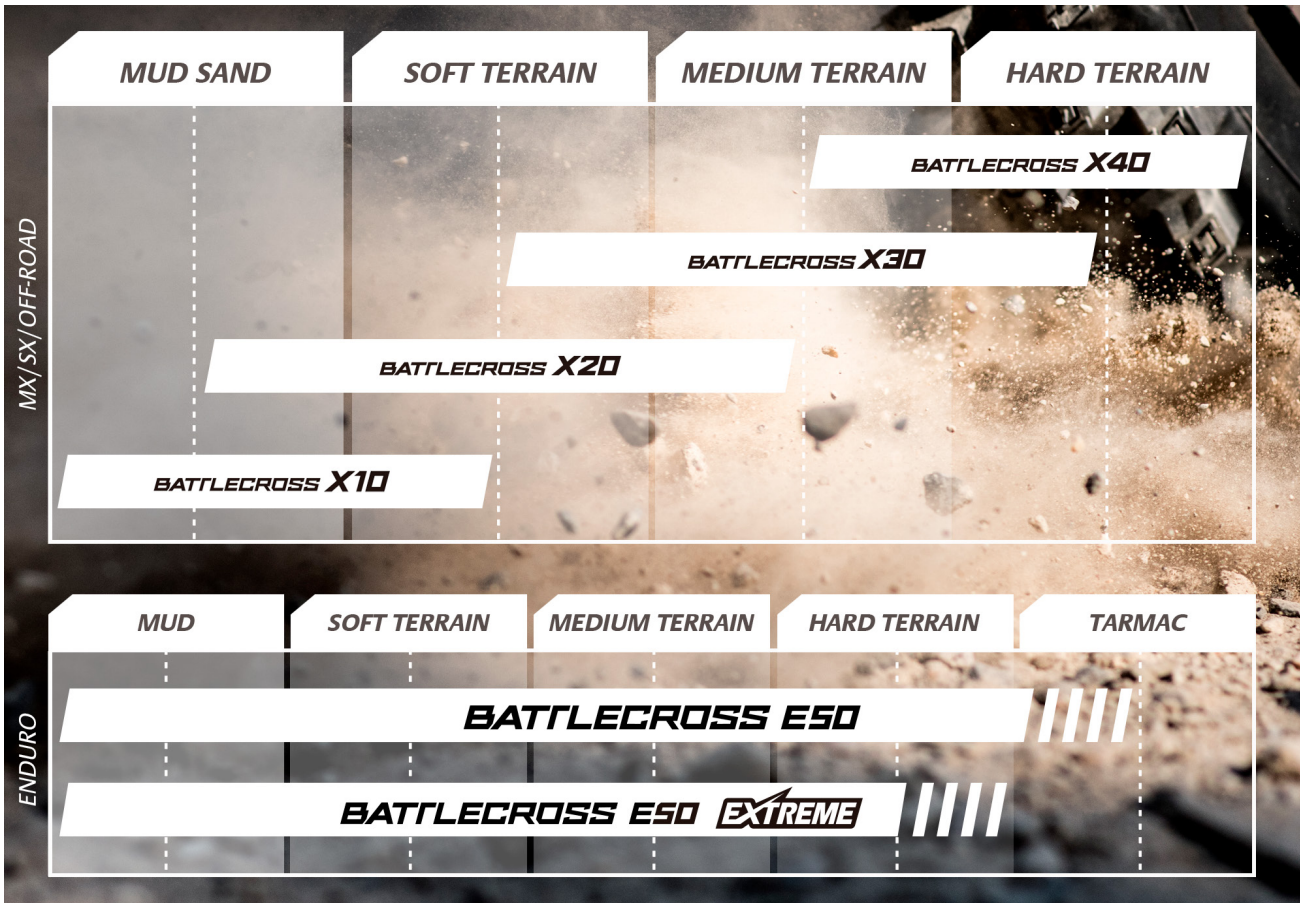 MUD SAND
SOFT TERRAIN
MEDIUM TERRAIN
HARD TERRAIN
MX/SX/OFF-ROAD
BATTLECROSS X40
BATTLECROSS X30
BATTLECROSS X20
BATTLECROSS X10
MUD
SOFT TERRAIN
MEDIUM TERRAIN
HARD TERRAIN
TARMAC
ENDURO
BATTLECROSS E50
BATTLECROSS E50 EXTREME